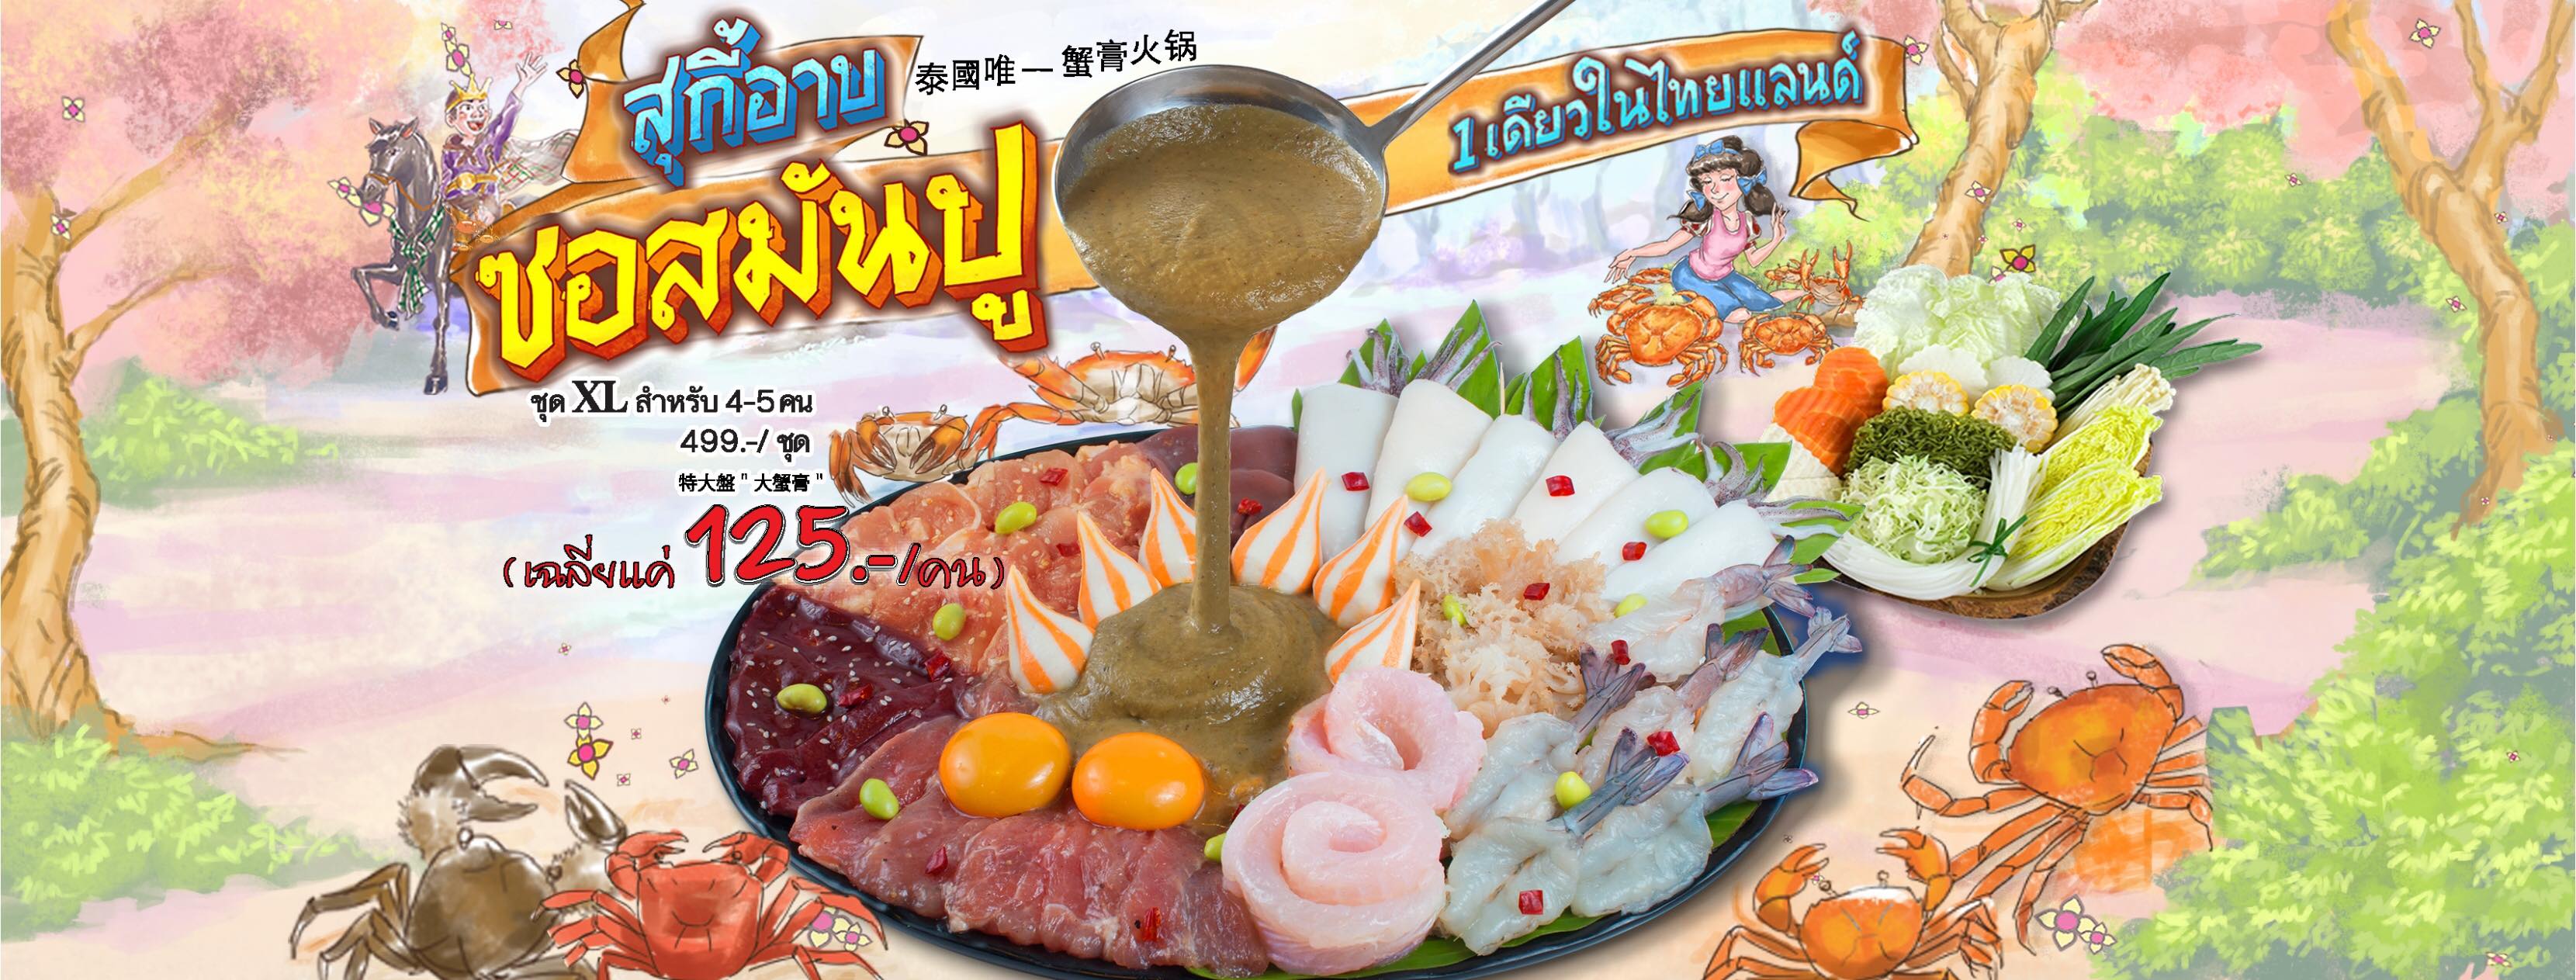 สุกี้อาบ
泰國唯一蟹膏火锅
ซอสมันปู
1เดียวในไทยแลนด์
ชุด XL สำหรับ 4-5 คน
499.-/ ชุด
特大盤 " 大蟹膏 "
(เฉลี่ยแค่ 125.-/คน)